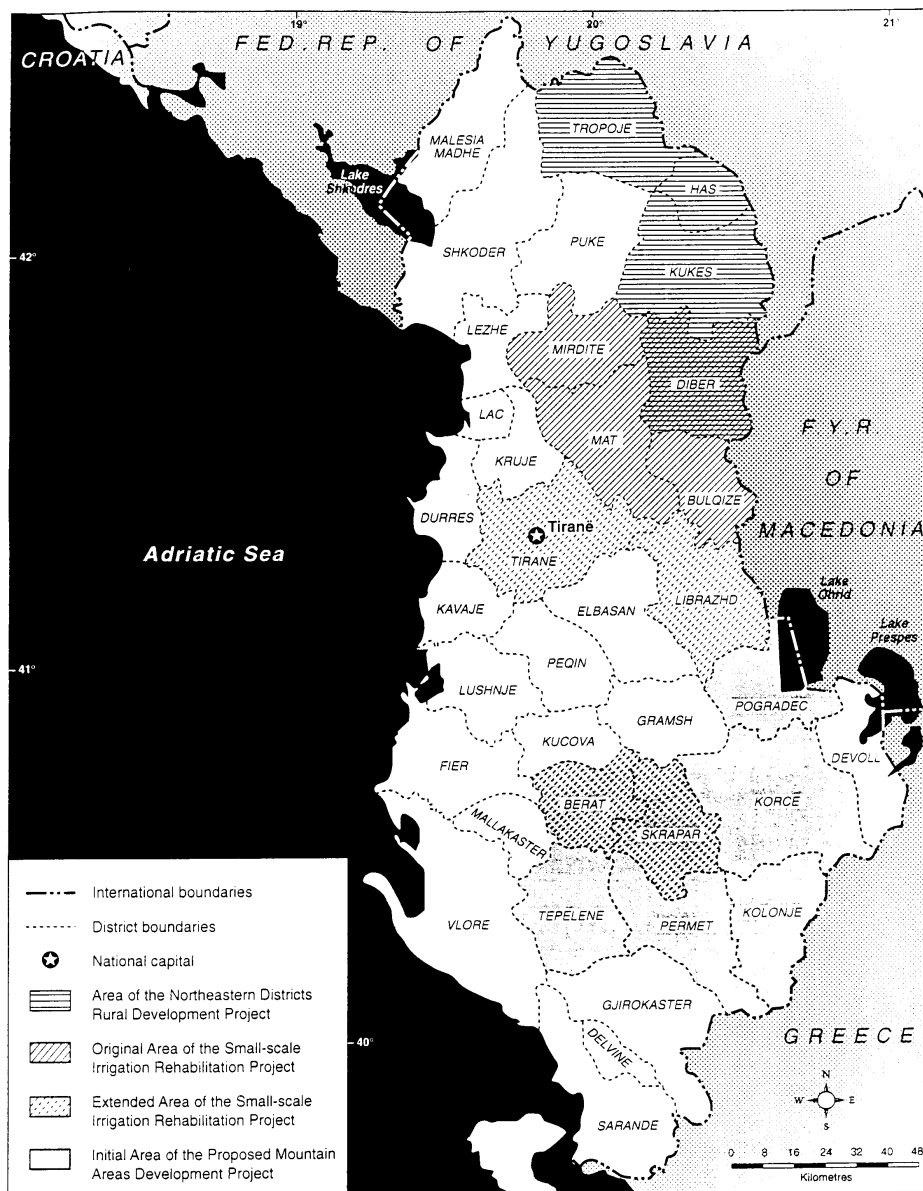 19°
20°
21°
CROATIA
FED. REP. OF YUGOSLAVIA
MALESIA
MADHE
TROPOJE
Lake
Shkodres
HAS
42°
SHKODER
PUKE
KUKES
LEZHE
MIRDITE
DIBER
LAC
MAT
F.Y.R
OF
MACEDONIA
KRUJE
BULQIZE
DURRES
Tiranë
TIRANE
Adriatic Sea
LIBRAZHD
Lake
Ohrid
KAVAJE
ELBASAN
Lake
Prespes
41°
PEQIN
LUSHNJE
POGRADEC
GRAMSH
KUCOVA
DEVOLL
FIER
BERAT
KORCË
MALLAKASTER
SKRAPAR
VLORE
TEPELENE
PERMET
KOLONJE
GJIROKASTER
40°
DELVINE
GREECE
SARANDE
N
W E
S
0 12 24 36 48
Kilometres
International boundaries
District boundaries
National capital
Area of the Northeastern Districts
Rural Development Project
Original Area of the Small-scale
Irrigation Rehabilitation Project
Extended Area of the Small-scale
Irrigation Rehabilitation Project
Initial Area of the Proposed Mountain
Areas Development Project